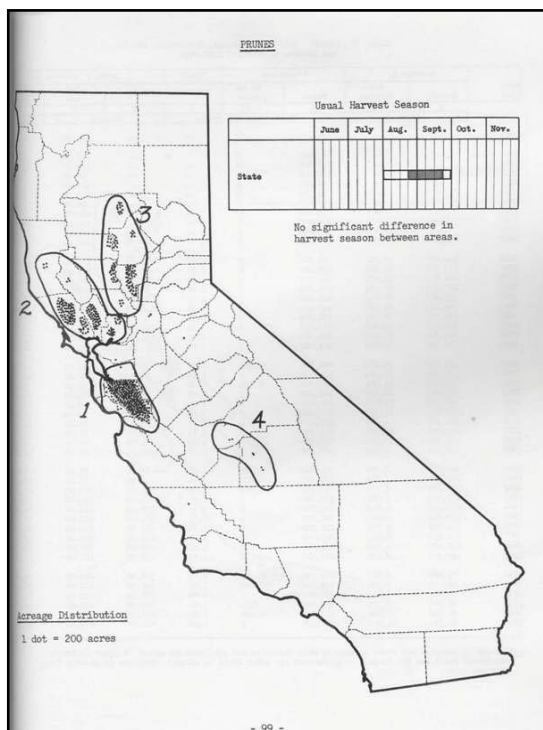 PRUNES
Usual Harvest Season
June July Aug. Sept. Oct. Nov.
State
No significant difference in
harvest season between areas.
3
2
1
4
Acreage Distribution
1 dot = 200 acres
- 99 -